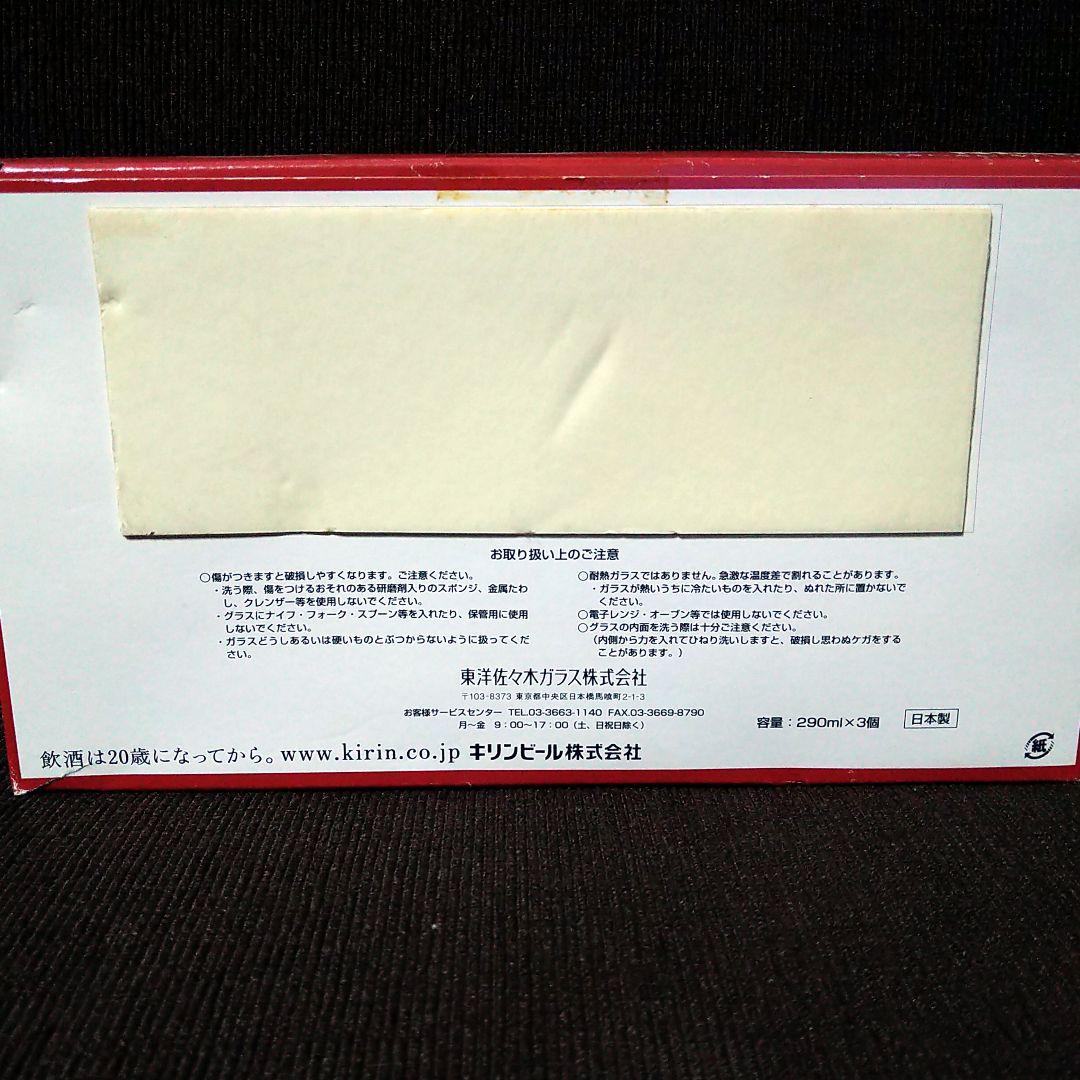 お取り扱い上のご注意
○傷がつきますと破損しやすくなります。ご注意ください。
・洗う際、傷をつけるおそれのある研磨剤入りのスポンジ、金属たわ
し、クレンザー等を使用しないでください。
・グラスにナイフ・フォーク・スプーン等を入れたり、保管用に使用
しないでください。
・ガラスどうしあるいは硬いものとぶつからないように扱ってくだ
さい。
○耐熱ガラスではありません。急激な温度差で割れることがあります。
・ガラスが熱いうちに冷たいものを入れたり、ぬれた所に置かないで
ください。
○電子レンジ・オーブン等では使用しないでください。
○グラスの内面を洗う際は十分ご注意ください。
（内側から力を入れてひねり洗いしますと、破損し思わぬケガをする
ことがあります。）
東洋佐々木ガラス株式会社
〒103-8373 東京都中央区日本橋馬喰町2-1-3
お客様サービスセンター TEL.03-3663-1140 FAX.03-3669-8790
月～金 9：00～17：00（土、日祝日除く）
容量：290ml×3個 日本製
飲酒は20歳になってから。www.kirin.co.jp キリンビール株式会社
紙